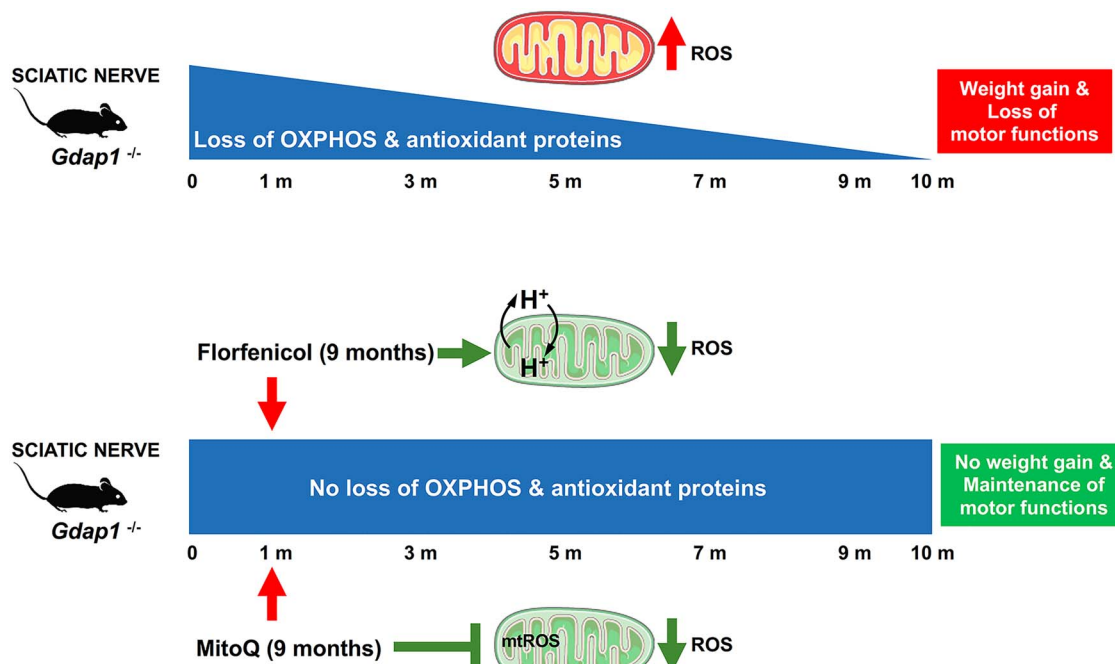 ROS
SCIATIC NERVE
Gdap1 -/-
Loss of OXPHOS & antioxidant proteins
Weight gain &
Loss of
motor functions
0 1 m 3 m 5 m 7 m 9 m 10 m
H⁺
Florfenicol (9 months)
H⁺
ROS
SCIATIC NERVE
Gdap1 -/-
No loss of OXPHOS & antioxidant proteins
No weight gain &
Maintenance of
motor functions
0 1 m 3 m 5 m 7 m 9 m 10 m
MitoQ (9 months)
mtROS
ROS